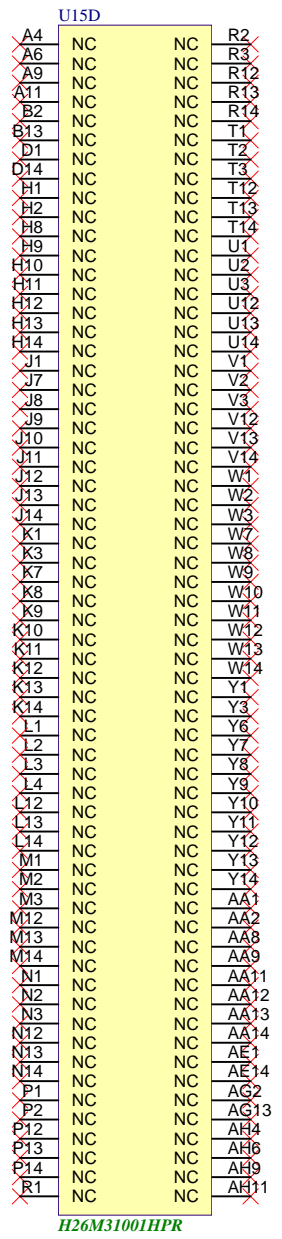 U15D
A4 NC NC R2
A6 NC NC R3
A9 NC NC R12
A11 NC NC R13
B2 NC NC R14
B13 NC NC T1
D1 NC NC T2
D14 NC NC T3
H1 NC NC T12
H2 NC NC T13
H8 NC NC T14
H9 NC NC U1
H10 NC NC U2
H11 NC NC U3
H12 NC NC U12
H13 NC NC U13
H14 NC NC U14
J1 NC NC V1
J7 NC NC V2
J8 NC NC V3
J9 NC NC V12
J10 NC NC V13
J11 NC NC V14
J12 NC NC W1
J13 NC NC W2
J14 NC NC W3
K1 NC NC W7
K3 NC NC W8
K7 NC NC W9
K8 NC NC W10
K9 NC NC W11
K10 NC NC W12
K11 NC NC W13
K12 NC NC W14
K13 NC NC Y1
K14 NC NC Y3
L1 NC NC Y6
L2 NC NC Y7
L3 NC NC Y8
L4 NC NC Y9
L12 NC NC Y10
L13 NC NC Y11
L14 NC NC Y12
M1 NC NC Y13
M2 NC NC Y14
M3 NC NC AA1
M12 NC NC AA2
M13 NC NC AA8
M14 NC NC AA9
N1 NC NC AA11
N2 NC NC AA12
N3 NC NC AA13
N12 NC NC AA14
N13 NC NC AE1
N14 NC NC AE14
P1 NC NC AG2
P2 NC NC AG13
P12 NC NC AH4
P13 NC NC AH6
P14 NC NC AH9
R1 NC NC AH11
H26M31001HPR